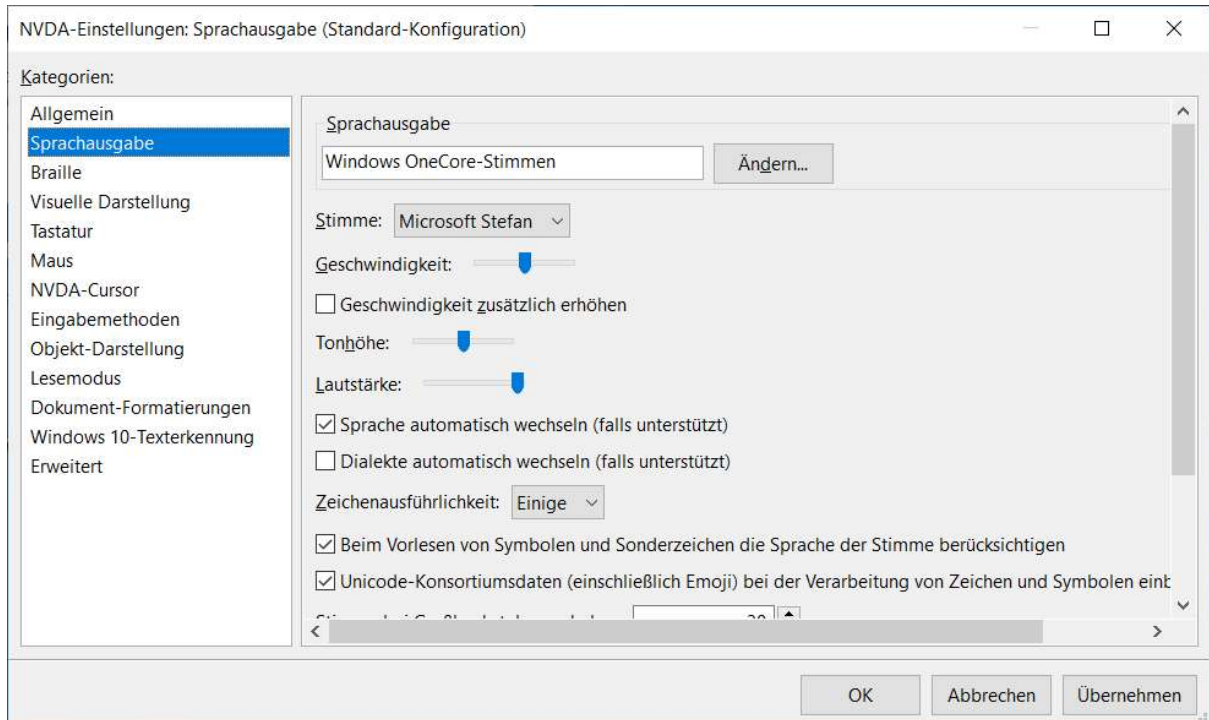 NVDA-Einstellungen: Sprachausgabe (Standard-Konfiguration)
Kategorien:
Allgemein
Sprachausgabe
Braille
Visuelle Darstellung
Tastatur
Maus
NVDA-Cursor
Eingabemethoden
Objekt-Darstellung
Lesemodus
Dokument-Formatierungen
Windows 10-Texterkennung
Erweitert
Sprachausgabe
Windows OneCore-Stimmen Ändern...
Stimme: Microsoft Stefan
Geschwindigkeit:
Geschwindigkeit zusätzlich erhöhen
Tonhöhe:
Lautstärke:
Sprache automatisch wechseln (falls unterstützt)
Dialekte automatisch wechseln (falls unterstützt)
Zeichenausführlichkeit: Einige
Beim Vorlesen von Symbolen und Sonderzeichen die Sprache der Stimme berücksichtigen
Unicode-Konsortiumsdaten (einschließlich Emoji) bei der Verarbeitung von Zeichen und Symbolen
OK Abbrechen Übernehmen